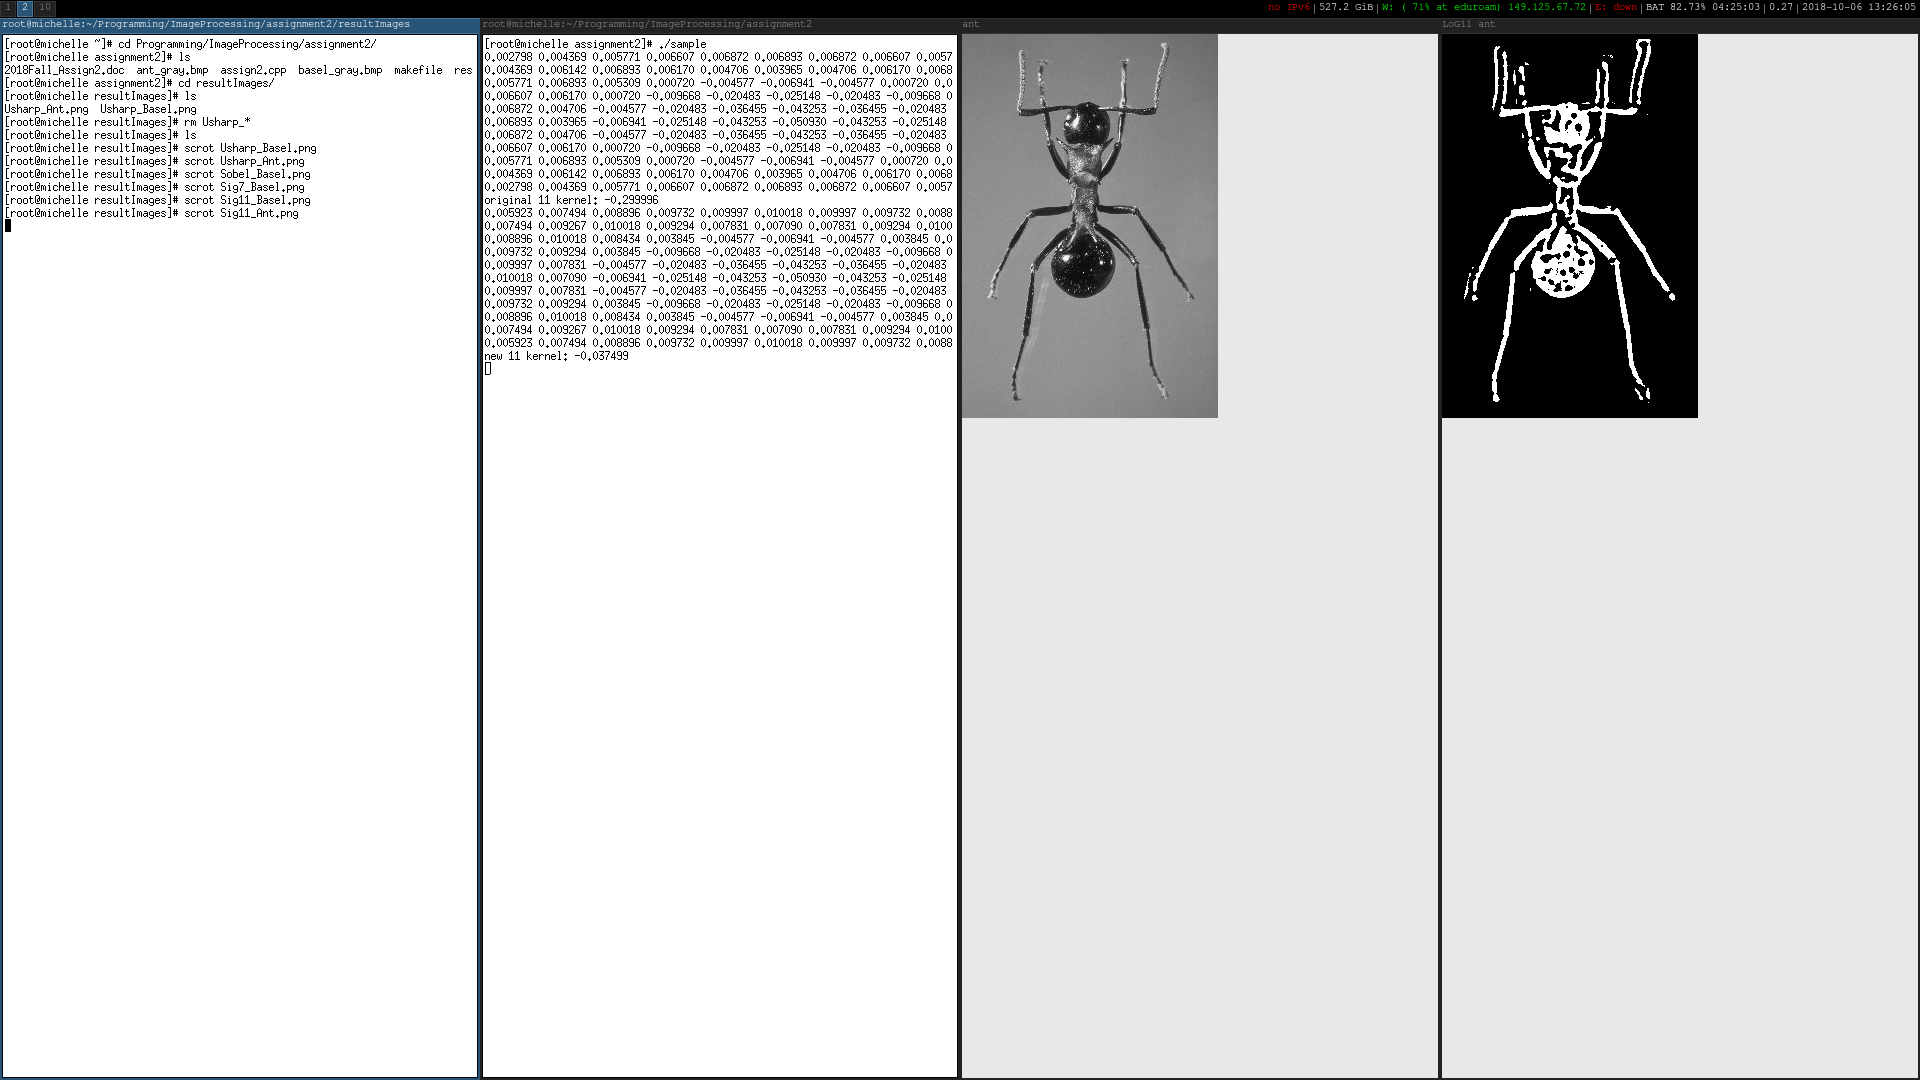 1 2 10
no IPv6|527.2 GiB|W: ( 71% at eduroam) 149.125.67.72|E: down|BAT 82.73% 04:25:03|0.27|2018-10-06 13:26:05
root@michelle:~/Programming/ImageProcessing/assignment2/resultImages
[root@michelle ~]# cd Programming/ImageProcessing/assignment2/
[root@michelle assignment2]# ls
2018Fall_Assign2.doc ant_gray.bmp assign2.cpp basel_gray.bmp makefile res
[root@michelle assignment2]# cd resultImages/
[root@michelle resultImages]# ls
Usharp_Ant.png Usharp_Basel.png
[root@michelle resultImages]# rm Usharp_*
[root@michelle resultImages]# ls
[root@michelle resultImages]# scrot Usharp_Basel.png
[root@michelle resultImages]# scrot Usharp_Ant.png
[root@michelle resultImages]# scrot Sobel_Basel.png
[root@michelle resultImages]# scrot Sig7_Basel.png
[root@michelle resultImages]# scrot Sig11_Basel.png
[root@michelle resultImages]# scrot Sig11_Ant.png
root@michelle:~/Programming/ImageProcessing/assignment2
[root@michelle assignment2]# ./sample
0.002798 0.004369 0.005771 0.006607 0.006872 0.006893 0.006872 0.006607 0.0057
0.004369 0.006142 0.006893 0.006170 0.004706 0.003965 0.004706 0.006170 0.0068
0.005771 0.006893 0.005309 0.000720 -0.004577 -0.006941 -0.004577 0.000720 0.0
0.006607 0.006170 0.000720 -0.009668 -0.020483 -0.025148 -0.020483 -0.009668 0
0.006872 0.004706 -0.004577 -0.020483 -0.036455 -0.043253 -0.036455 -0.020483
0.006893 0.003965 -0.006941 -0.025148 -0.043253 -0.050930 -0.043253 -0.025148
0.006872 0.004706 -0.004577 -0.020483 -0.036455 -0.043253 -0.036455 -0.020483
0.006607 0.006170 0.000720 -0.009668 -0.020483 -0.025148 -0.020483 -0.009668 0
0.005771 0.006893 0.005309 0.000720 -0.004577 -0.006941 -0.004577 0.000720 0.0
0.004369 0.006142 0.006893 0.006170 0.004706 0.003965 0.004706 0.006170 0.0068
0.002798 0.004369 0.005771 0.006607 0.006872 0.006893 0.006872 0.006607 0.0057
original 11 kernel: -0.299996
0.005923 0.007494 0.008896 0.009732 0.009997 0.010018 0.009997 0.009732 0.0088
0.007494 0.009267 0.010018 0.009294 0.007831 0.007090 0.007831 0.009294 0.0100
0.008896 0.010018 0.008434 0.003845 -0.004577 -0.006941 -0.004577 0.003845 0.0
0.009732 0.009294 0.003845 -0.009668 -0.020483 -0.025148 -0.020483 -0.009668 0
0.009997 0.007831 -0.004577 -0.020483 -0.036455 -0.043253 -0.036455 -0.020483
0.010018 0.007090 -0.006941 -0.025148 -0.043253 -0.050930 -0.043253 -0.025148
0.009997 0.007831 -0.004577 -0.020483 -0.036455 -0.043253 -0.036455 -0.020483
0.009732 0.009294 0.003845 -0.009668 -0.020483 -0.025148 -0.020483 -0.009668 0
0.008896 0.010018 0.008434 0.003845 -0.004577 -0.006941 -0.004577 0.003845 0.0
0.007494 0.009267 0.010018 0.009294 0.007831 0.007090 0.007831 0.009294 0.0100
0.005923 0.007494 0.008896 0.009732 0.009997 0.010018 0.009997 0.009732 0.0088
new 11 kernel: -0.037499
ant
LoG11 ant